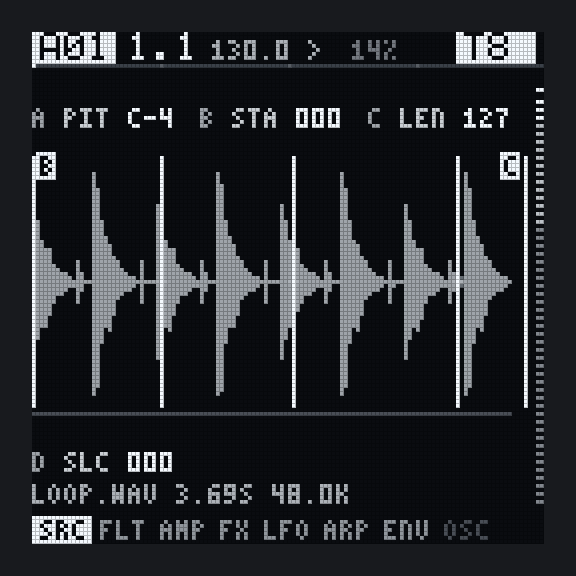 A01 1.1 130.0 > 14% T8
A PIT C-4 B STA 000 C LEN 127
B C
D SLC 000
LOOP.WAV 3.69S 48.0K
SRC FLT AMP FX LFO ARP ENV OSC